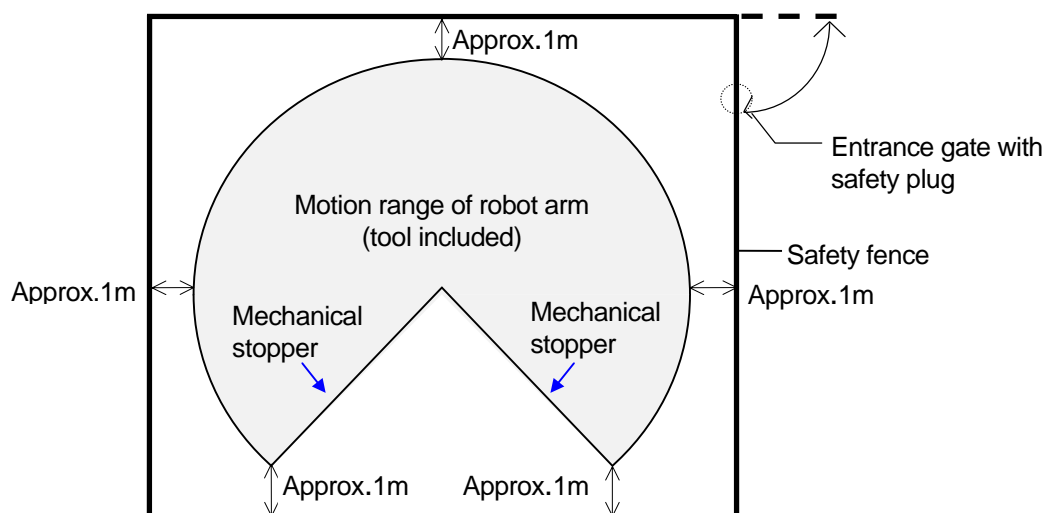 Approx.1m
Entrance gate with
safety plug
Motion range of robot arm
(tool included)
Safety fence
Approx.1m
Approx.1m
Mechanical
stopper
Mechanical
stopper
Approx.1m
Approx.1m